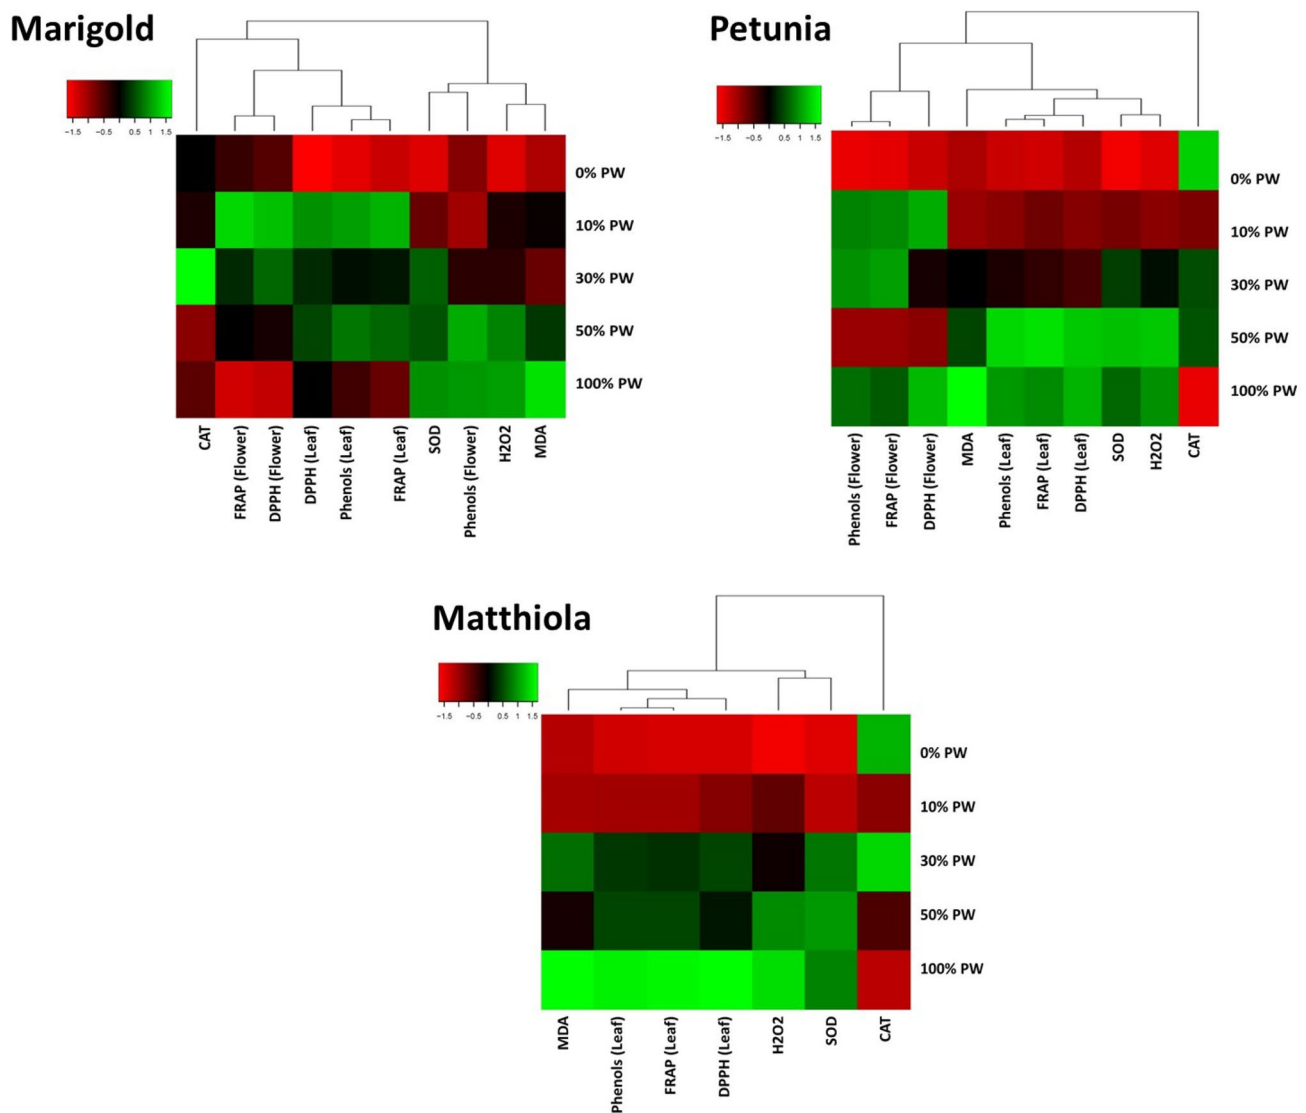 Marigold
−1.5 −0.5 0.5 1 1.5
0% PW
10% PW
30% PW
50% PW
100% PW
CAT
FRAP (Flower)
DPPH (Flower)
DPPH (Leaf)
Phenols (Leaf)
FRAP (Leaf)
SOD
Phenols (Flower)
H2O2
MDA
Petunia
−1.5 −0.5 0.5 1 1.5
0% PW
10% PW
30% PW
50% PW
100% PW
Phenols (Flower)
FRAP (Flower)
DPPH (Flower)
MDA
Phenols (Leaf)
FRAP (Leaf)
DPPH (Leaf)
SOD
H2O2
CAT
Matthiola
−1.5 −0.5 0.5 1 1.5
0% PW
10% PW
30% PW
50% PW
100% PW
MDA
Phenols (Leaf)
FRAP (Leaf)
DPPH (Leaf)
H2O2
SOD
CAT